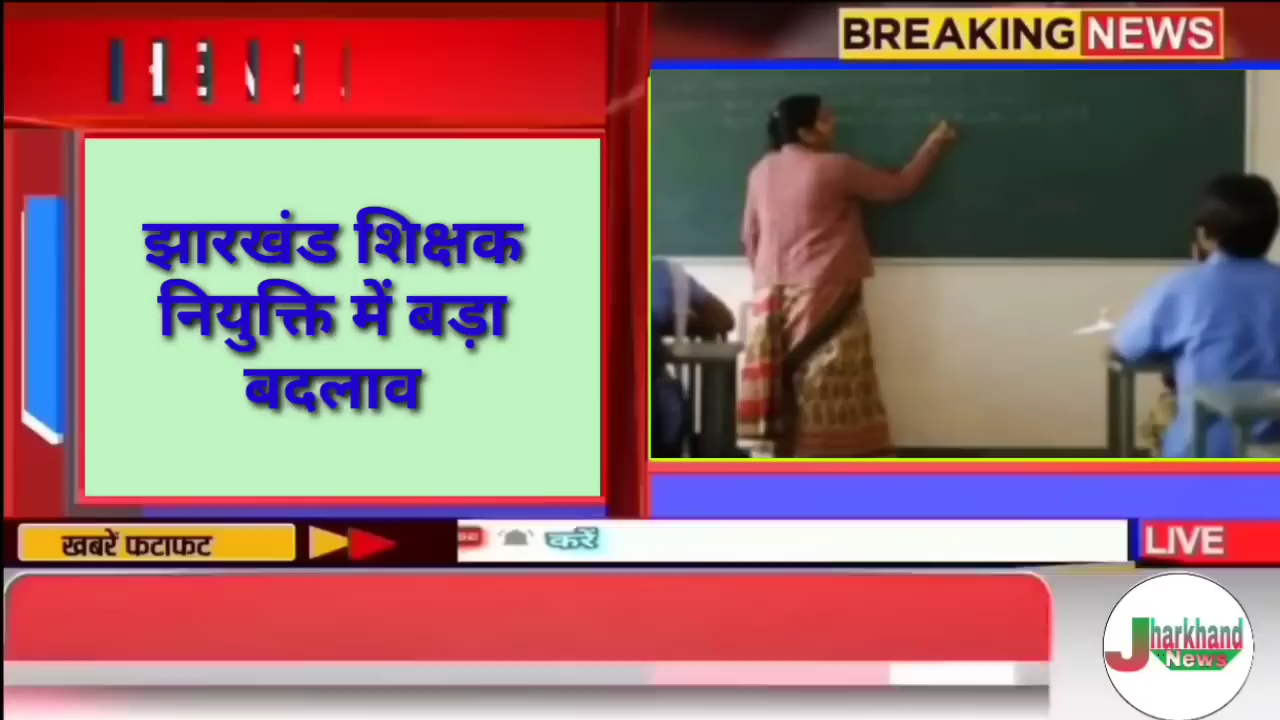 BREAKING NEWS
झारखंड शिक्षक
नियुक्ति में बड़ा
बदलाव
खबरें फटाफट
करें
LIVE
Jharkhand
News